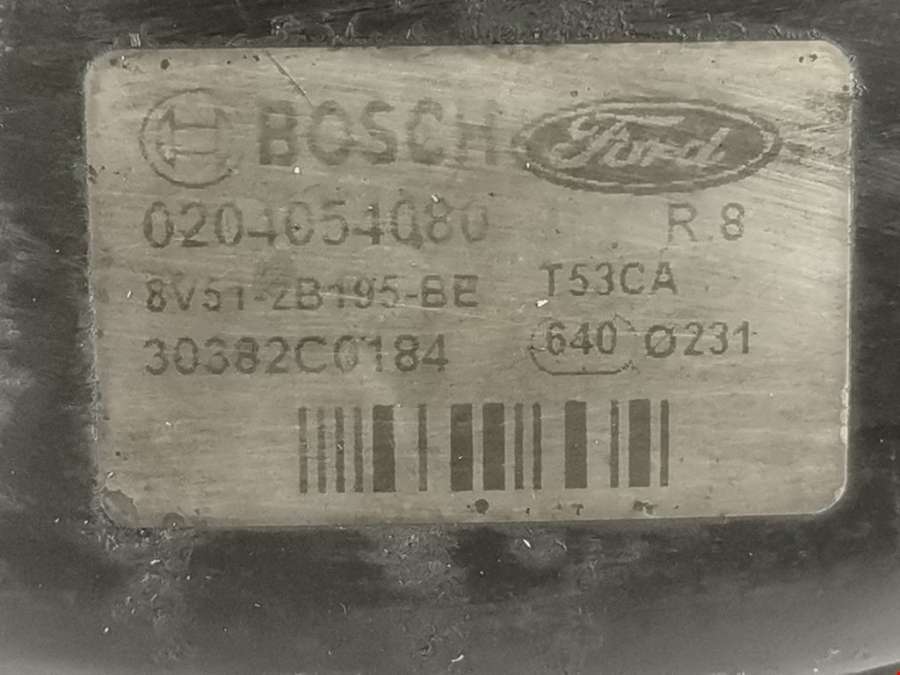 BOSCH Ford
0204054080 R.8
8V51-2B195-BE T53CA
30382C0184 640 Ø231